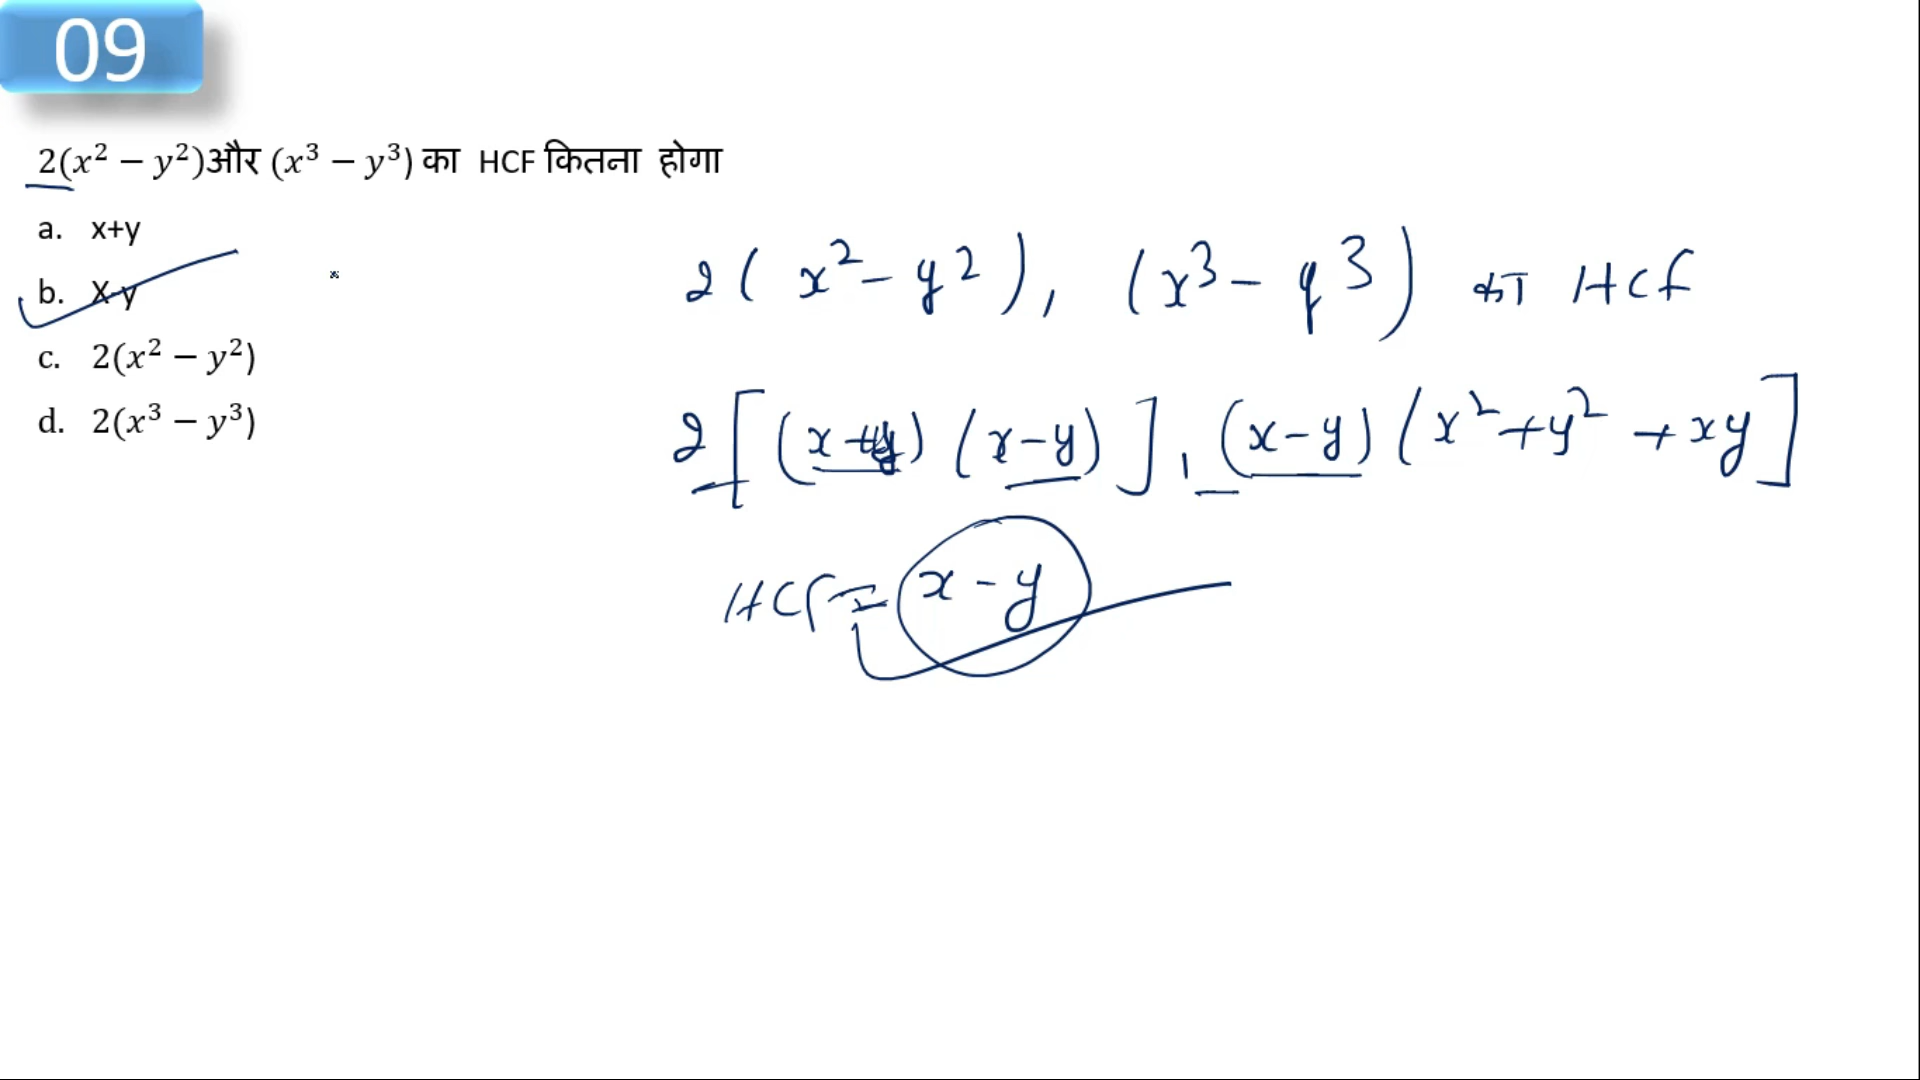 09
2(x² − y²)और (x³ − y³) का HCF कितना होगा
a. x+y
b. X-y
c. 2(x² − y²)
d. 2(x³ − y³)
2(x² − y²), (x³ − y³) का HCF
2[(x+y)(x−y)], (x−y)(x²+y²+xy]
HCF = x − y